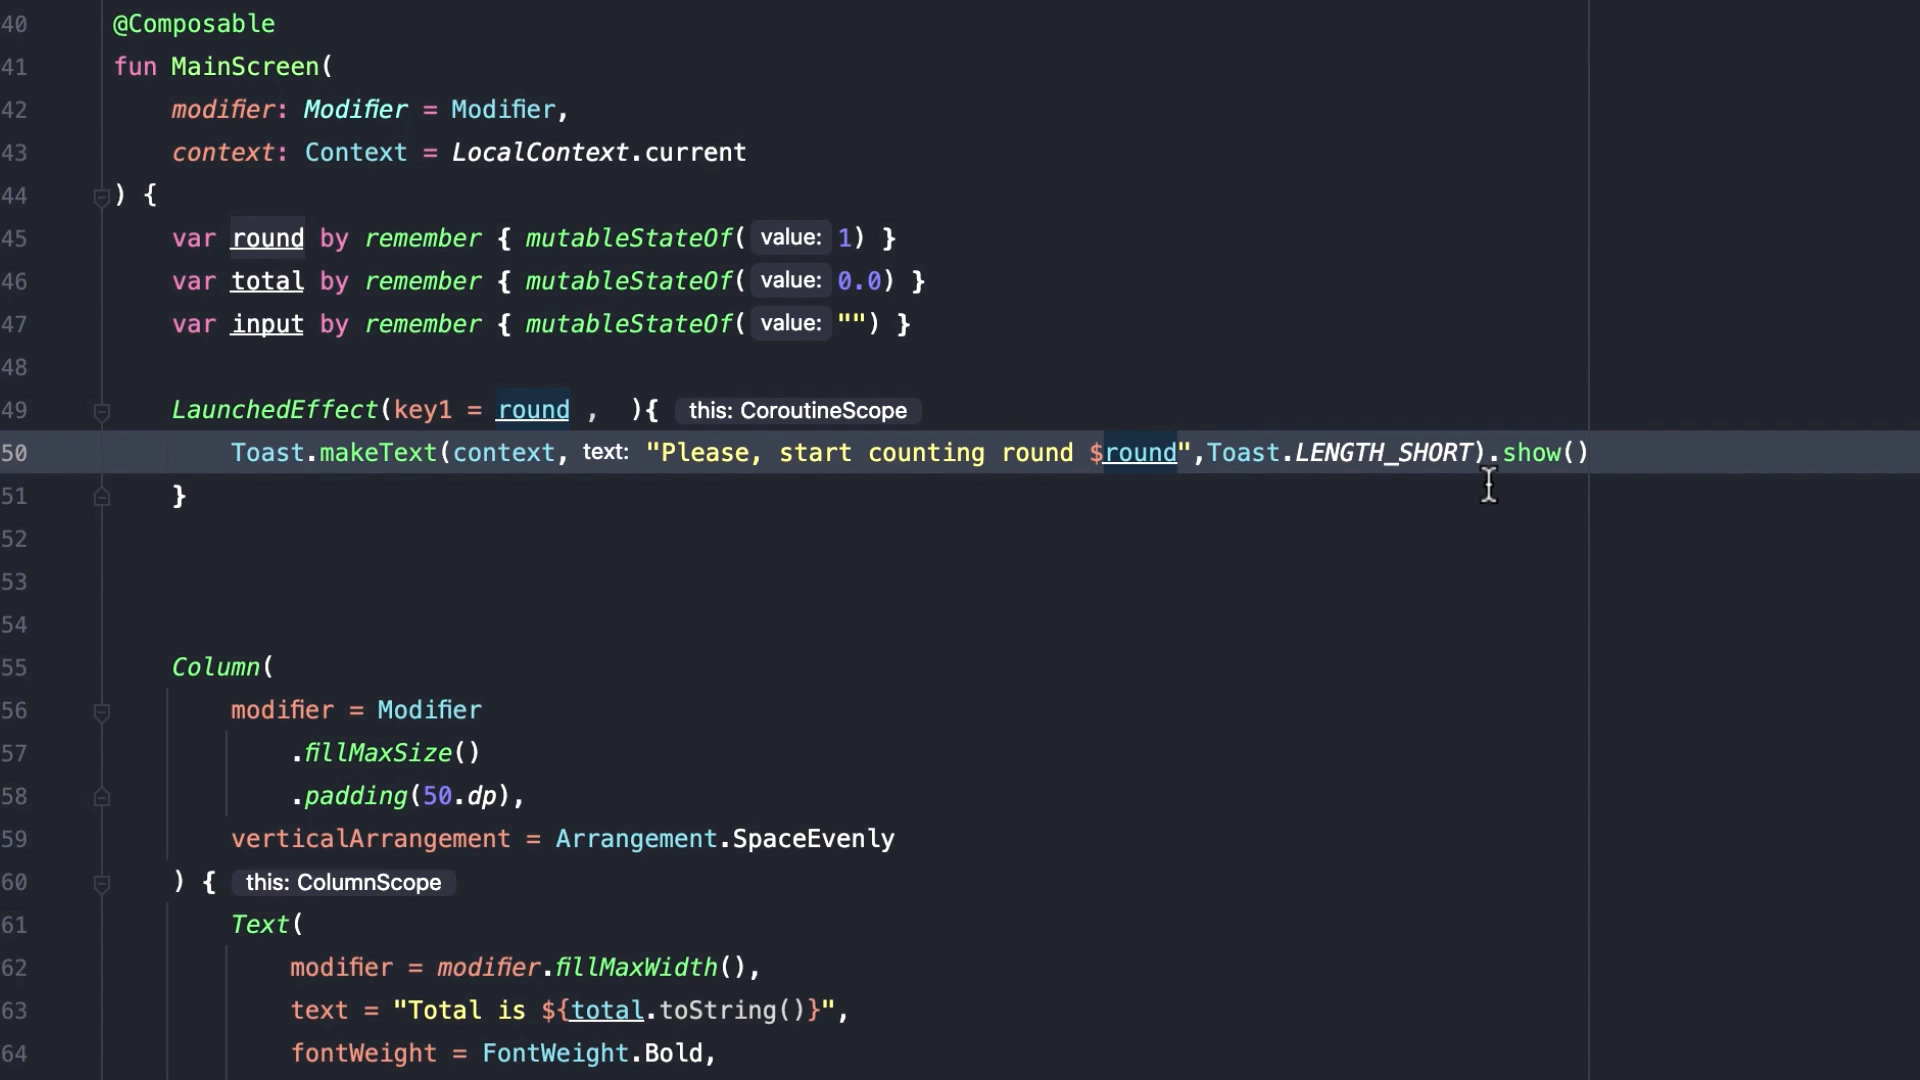 40 @Composable
41 fun MainScreen(
42 modifier: Modifier = Modifier,
43 context: Context = LocalContext.current
44 ) {
45 var round by remember { mutableStateOf( value: 1) }
46 var total by remember { mutableStateOf( value: 0.0) }
47 var input by remember { mutableStateOf( value: "") }
48
49 LaunchedEffect(key1 = round ,  ){ this: CoroutineScope
50 Toast.makeText(context, text: "Please, start counting round $round",Toast.LENGTH_SHORT).show()
51 }
52
53
54
55 Column(
56 modifier = Modifier
57 .fillMaxSize()
58 .padding(50.dp),
59 verticalArrangement = Arrangement.SpaceEvenly
60 ) { this: ColumnScope
61 Text(
62 modifier = modifier.fillMaxWidth(),
63 text = "Total is ${total.toString()}",
64 fontWeight = FontWeight.Bold,